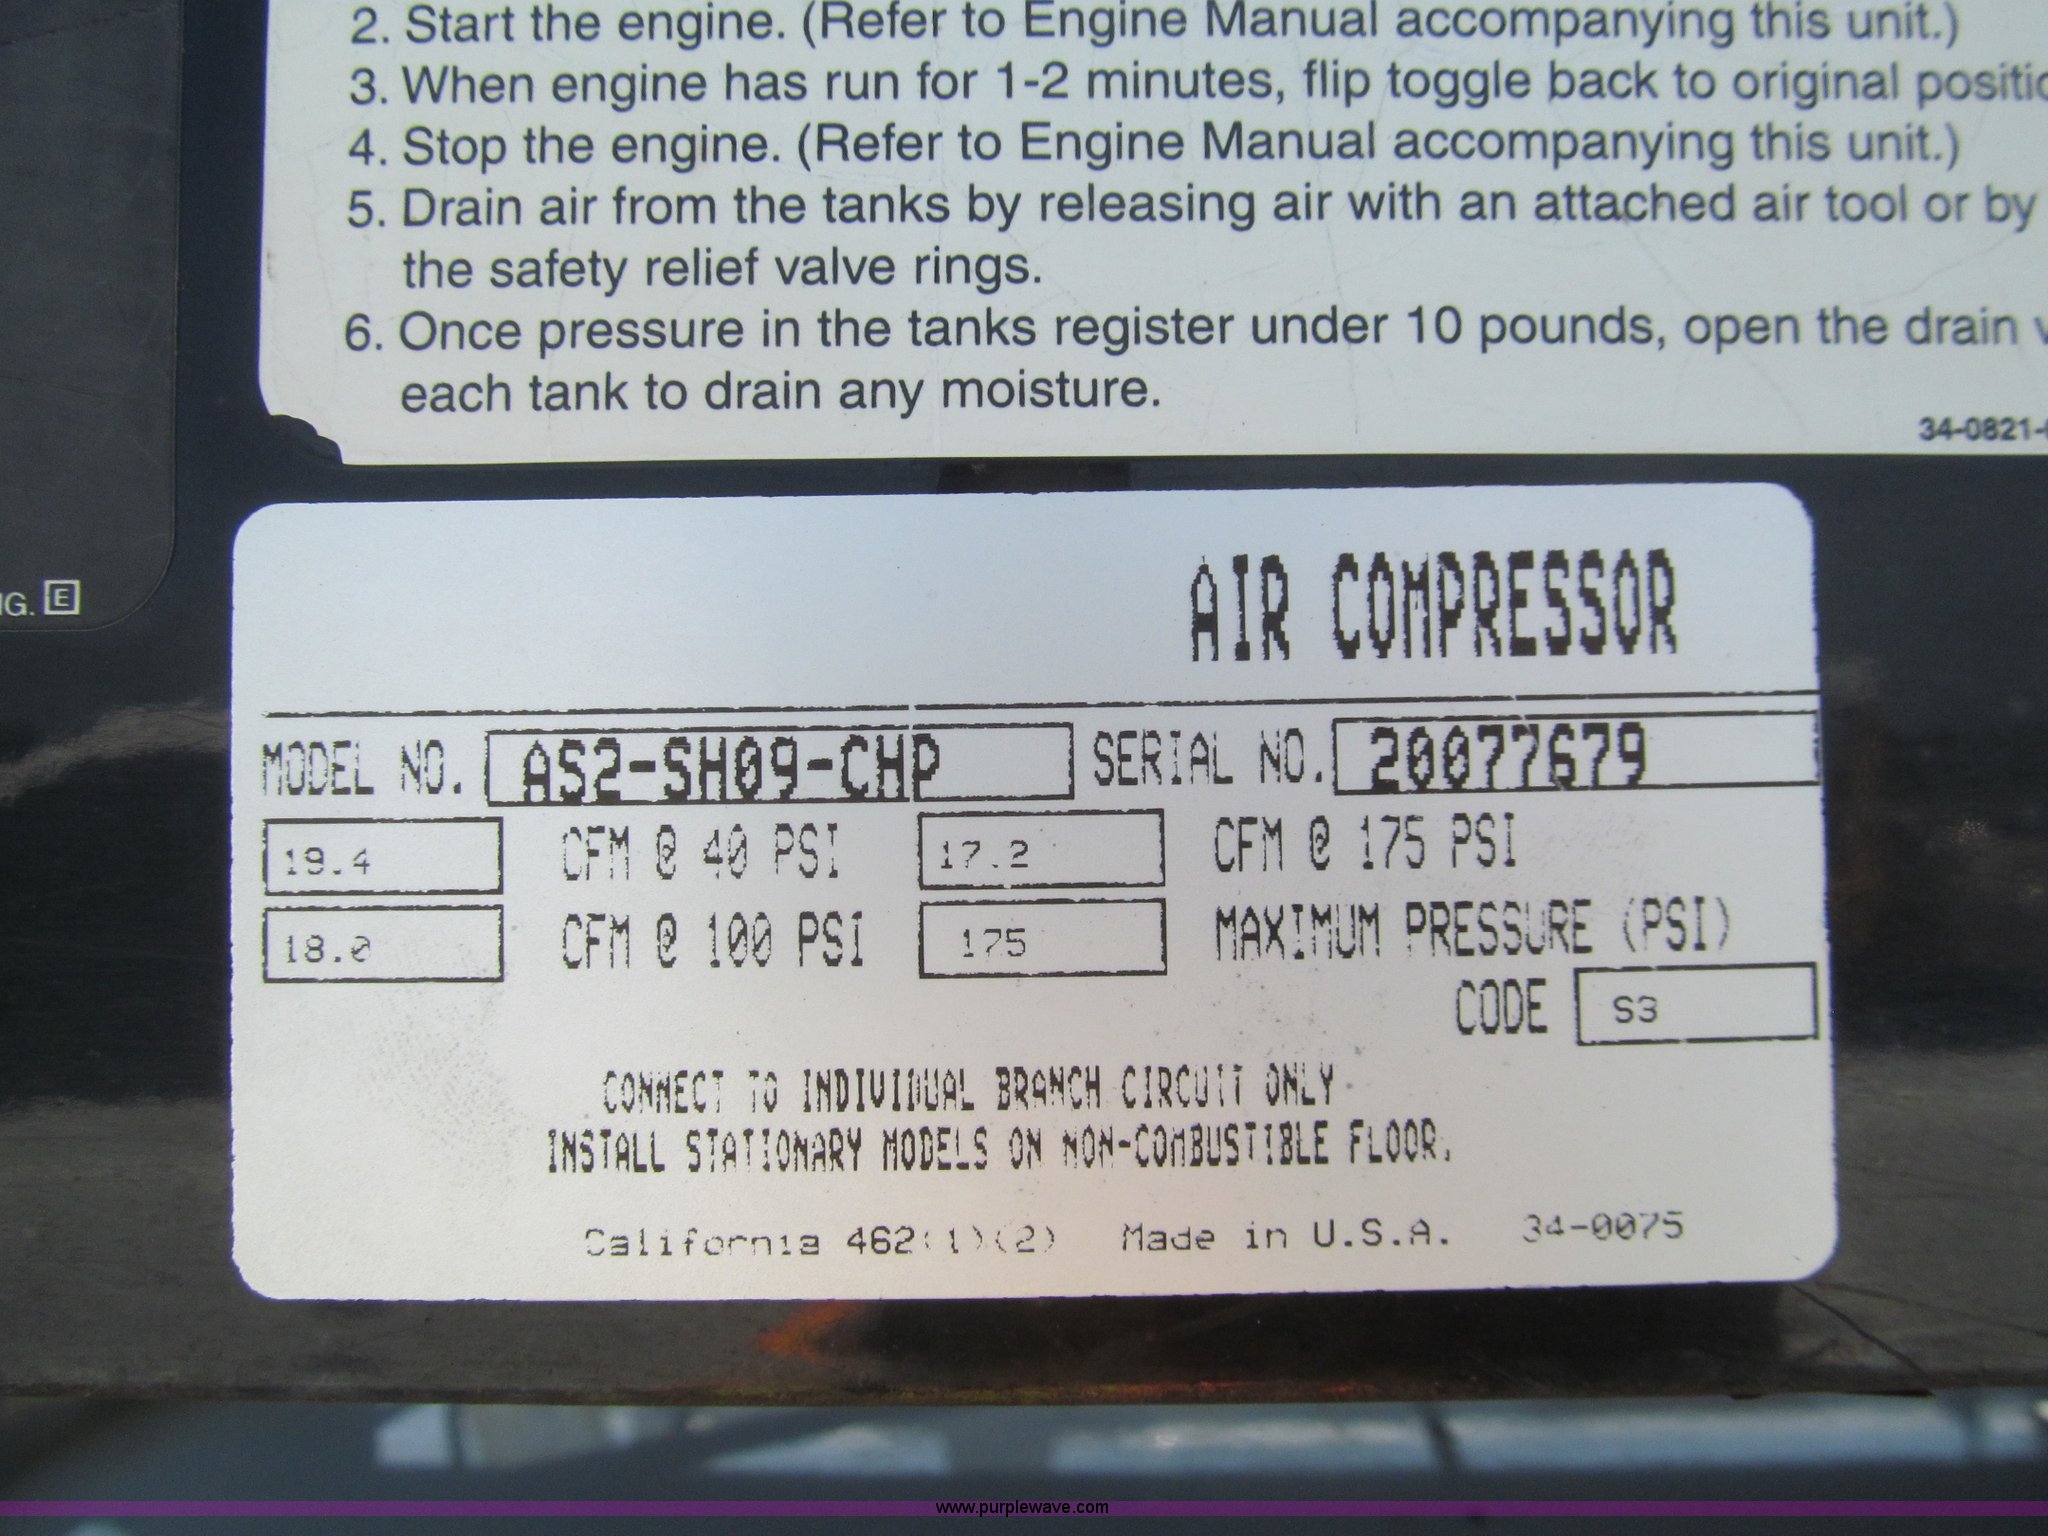 2. Start the engine. (Refer to Engine Manual accompanying this unit.)
3. When engine has run for 1-2 minutes, flip toggle back to original positio
4. Stop the engine. (Refer to Engine Manual accompanying this unit.)
5. Drain air from the tanks by releasing air with an attached air tool or by
the safety relief valve rings.
6. Once pressure in the tanks register under 10 pounds, open the drain v
each tank to drain any moisture.
34-0821-
IG. E
AIR COMPRESSOR
MODEL NO. AS2-SH09-CHP SERIAL NO. 20077679
19.4 CFM @ 40 PSI 17.2 CFM @ 175 PSI
18.0 CFM @ 100 PSI 175 MAXIMUM PRESSURE (PSI)
CODE S3
CONNECT TO INDIVIDUAL BRANCH CIRCUIT ONLY
INSTALL STATIONARY MODELS ON NON-COMBUSTIBLE FLOOR.
California 462(1)(2) Made in U.S.A. 34-0075
www.purplewave.com